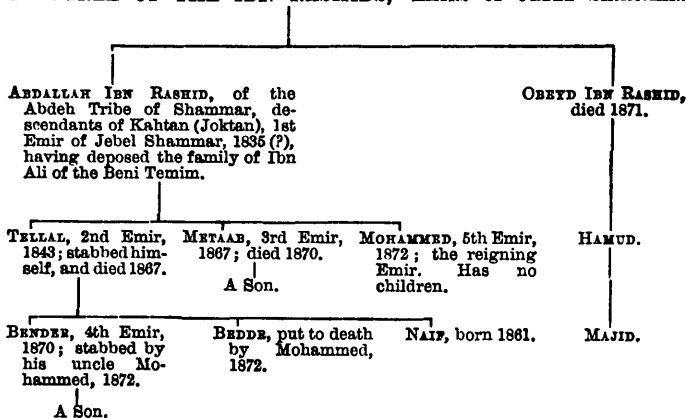 ABDALLAH IBN RASHID, of the
Abdeh Tribe of Shammar, de-
scendants of Kahtan (Joktan), 1st
Emir of Jebel Shammar, 1835 (?),
having deposed the family of Ibn
Ali of the Beni Temim.
OBEYD IBN RASHID,
died 1871.
TELLAL, 2nd Emir,
1843; stabbed him-
self, and died 1867.
METAAB, 3rd Emir,
1867; died 1870.
A Son.
MOHAMMED, 5th Emir,
1872; the reigning
Emir. Has no
children.
HAMUD.
BENDER, 4th Emir,
1870; stabbed by
his uncle Mo-
hammed, 1872.
A Son.
BEDDR, put to death
by Mohammed,
1872.
NAIF, born 1861.
MAJID.